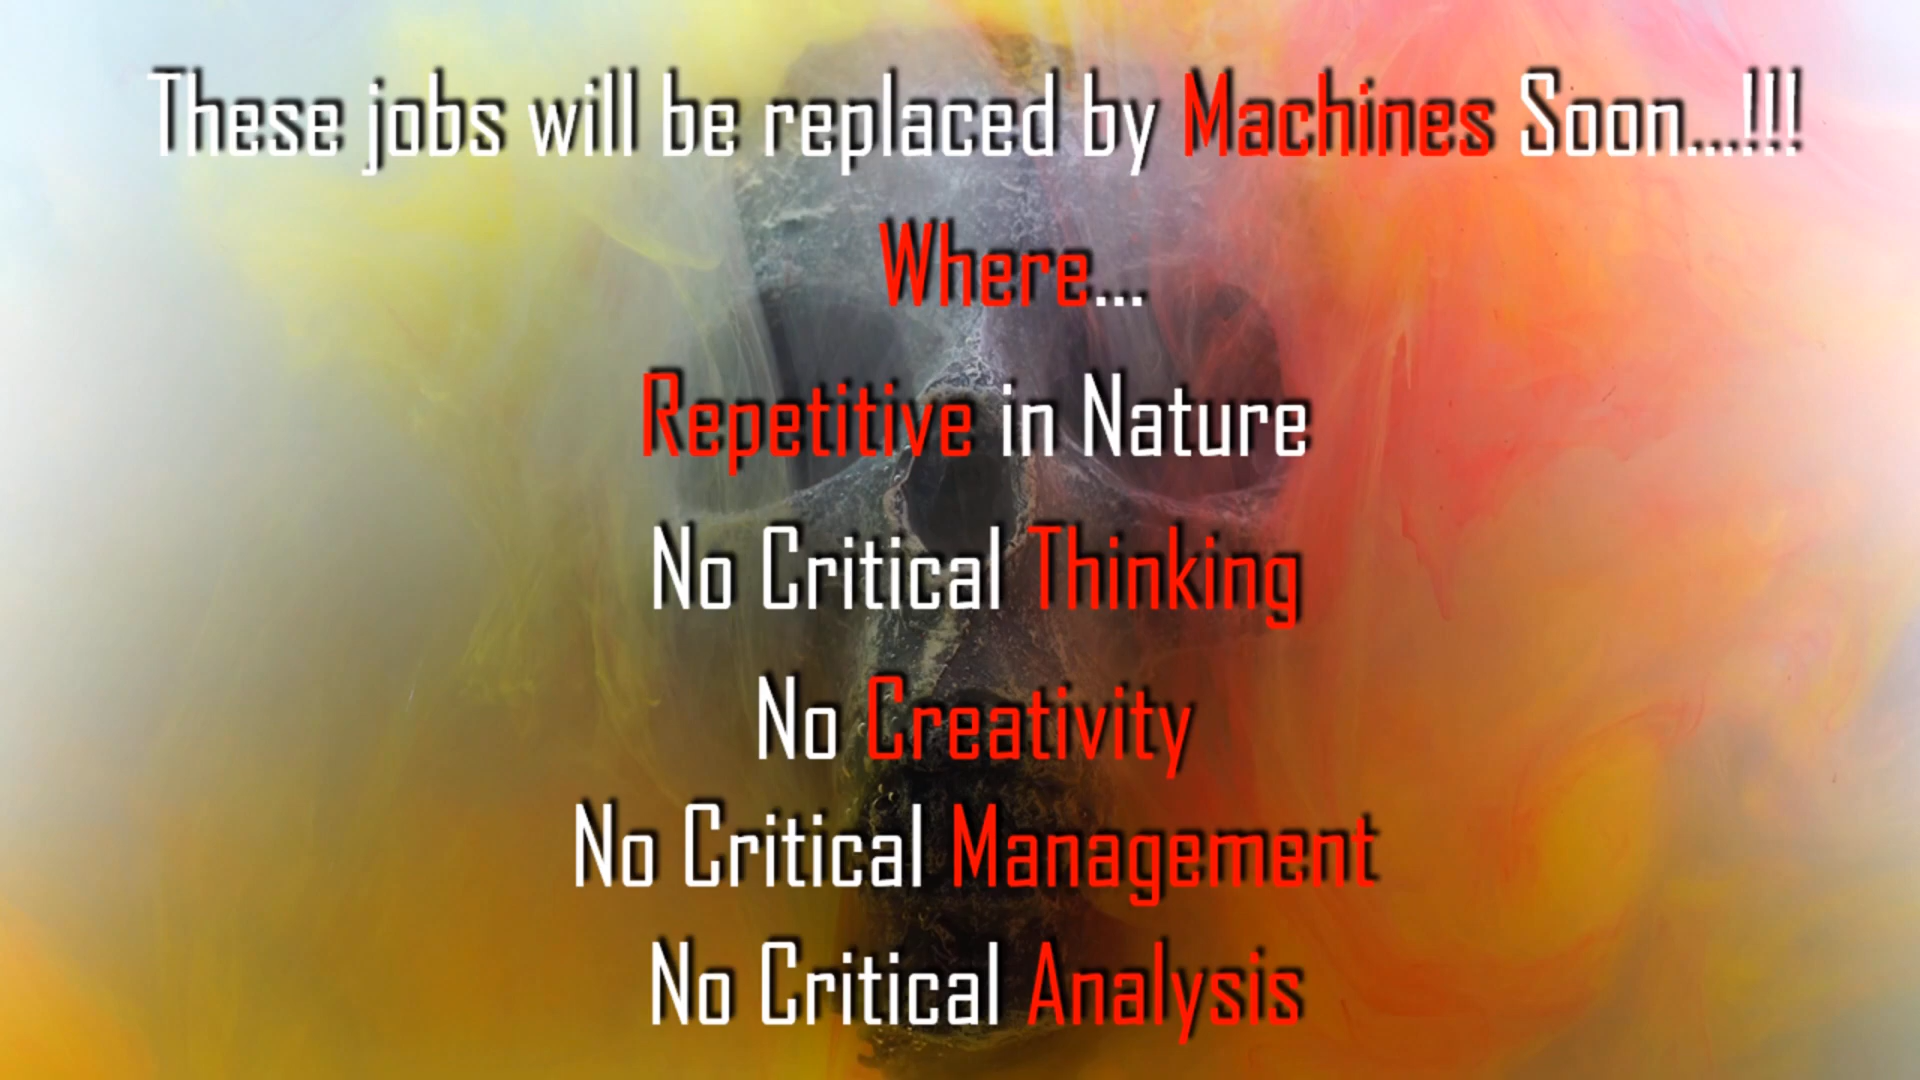 These jobs will be replaced by Machines Soon...!!!
Where...
Repetitive in Nature
No Critical Thinking
No Creativity
No Critical Management
No Critical Analysis